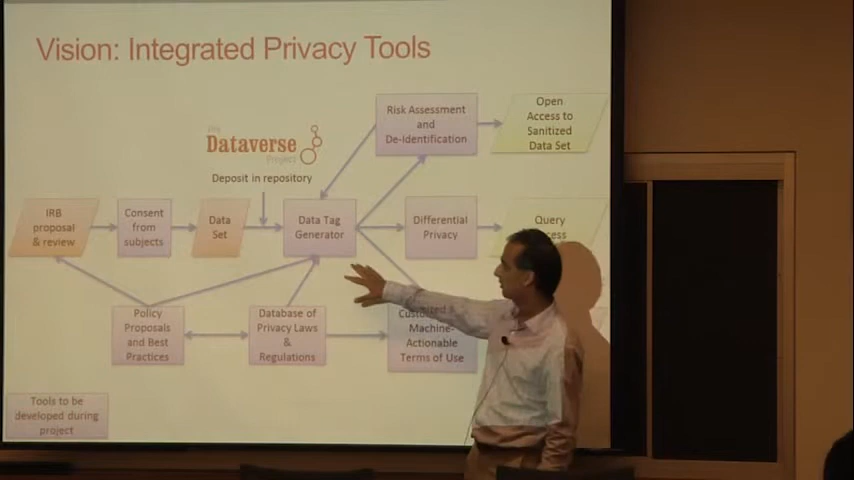 Vision: Integrated Privacy Tools
Risk Assessment
and
De-Identification
Open
Access to
Sanitized
Data Set
Dataverse
Project
Deposit in repository
IRB
proposal
& review
Consent
from
subjects
Data
Set
Data Tag
Generator
Differential
Privacy
Query
Policy
Proposals
and Best
Practices
Database of
Privacy Laws
&
Regulations
Machine-
Actionable
Terms of Use
Tools to be
developed during
project